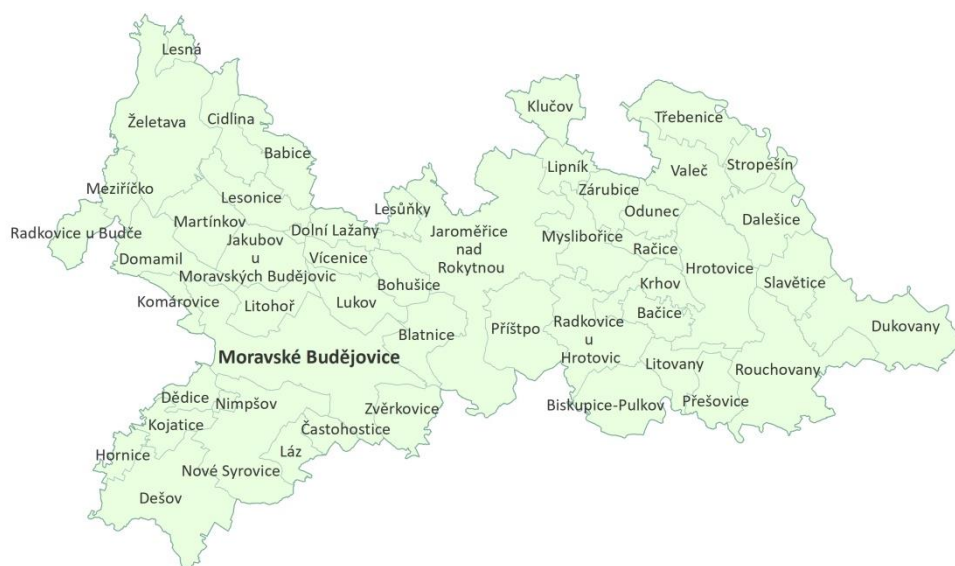 Lesná
Klučov
Želetava
Cidlina
Třebenice
Babice
Lipník
Valeč
Stropešín
Meziříčko
Lesonice
Zárubice
Lesůňky
Odunec
Martínkov
Dalešice
Radkovice u Budče
Dolní Lažany
Jaroměřice
nad
Rokytnou
Myslibořice
Jakubov
u
Moravských Budějovic
Račice
Domamil
Vícenice
Hrotovice
Bohušice
Krhov
Slavětice
Komárovice
Litohoř
Lukov
Bačice
Blatnice
Příštpo
Radkovice
u
Hrotovic
Dukovany
Moravské Budějovice
Litovany
Rouchovany
Dědice
Nimpšov
Zvěrkovice
Biskupice-Pulkov
Přešovice
Kojatice
Častohostice
Hornice
Láz
Nové Syrovice
Dešov